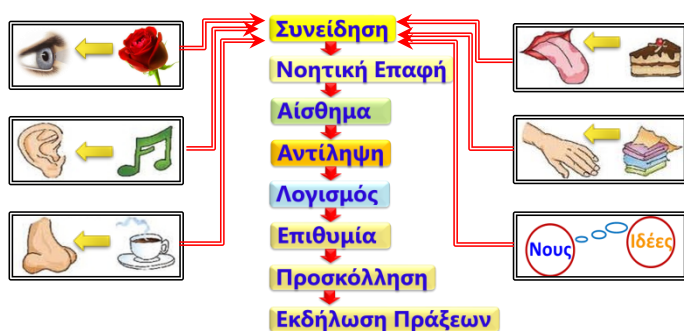 Συνείδηση
Νοητική Επαφή
Αίσθημα
Αντίληψη
Λογισμός
Επιθυμία
Προσκόλληση
Εκδήλωση Πράξεων
Νους
Ιδέες